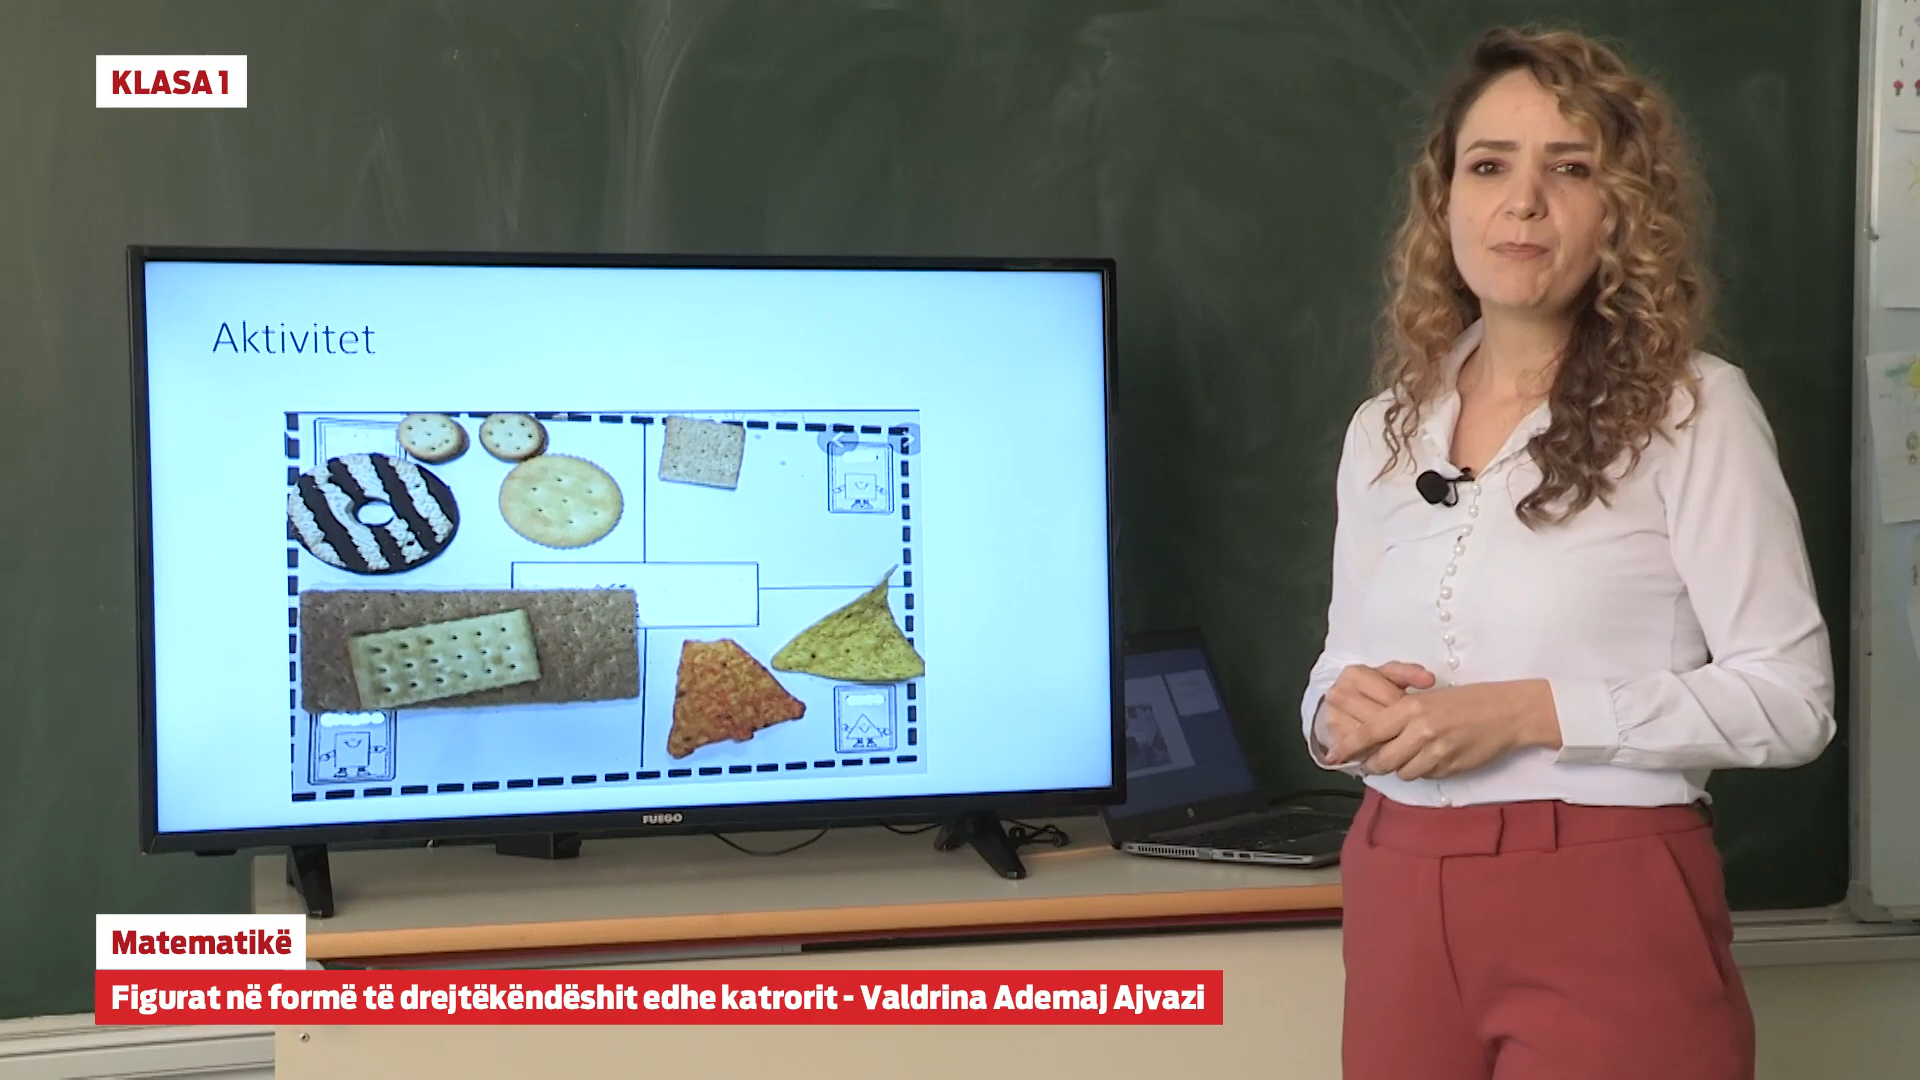 KLASA 1
Aktivitet
FUEGO
Matematikë
Figurat në formë të drejtëkëndëshit edhe katrorit - Valdrina Ademaj Ajvazi